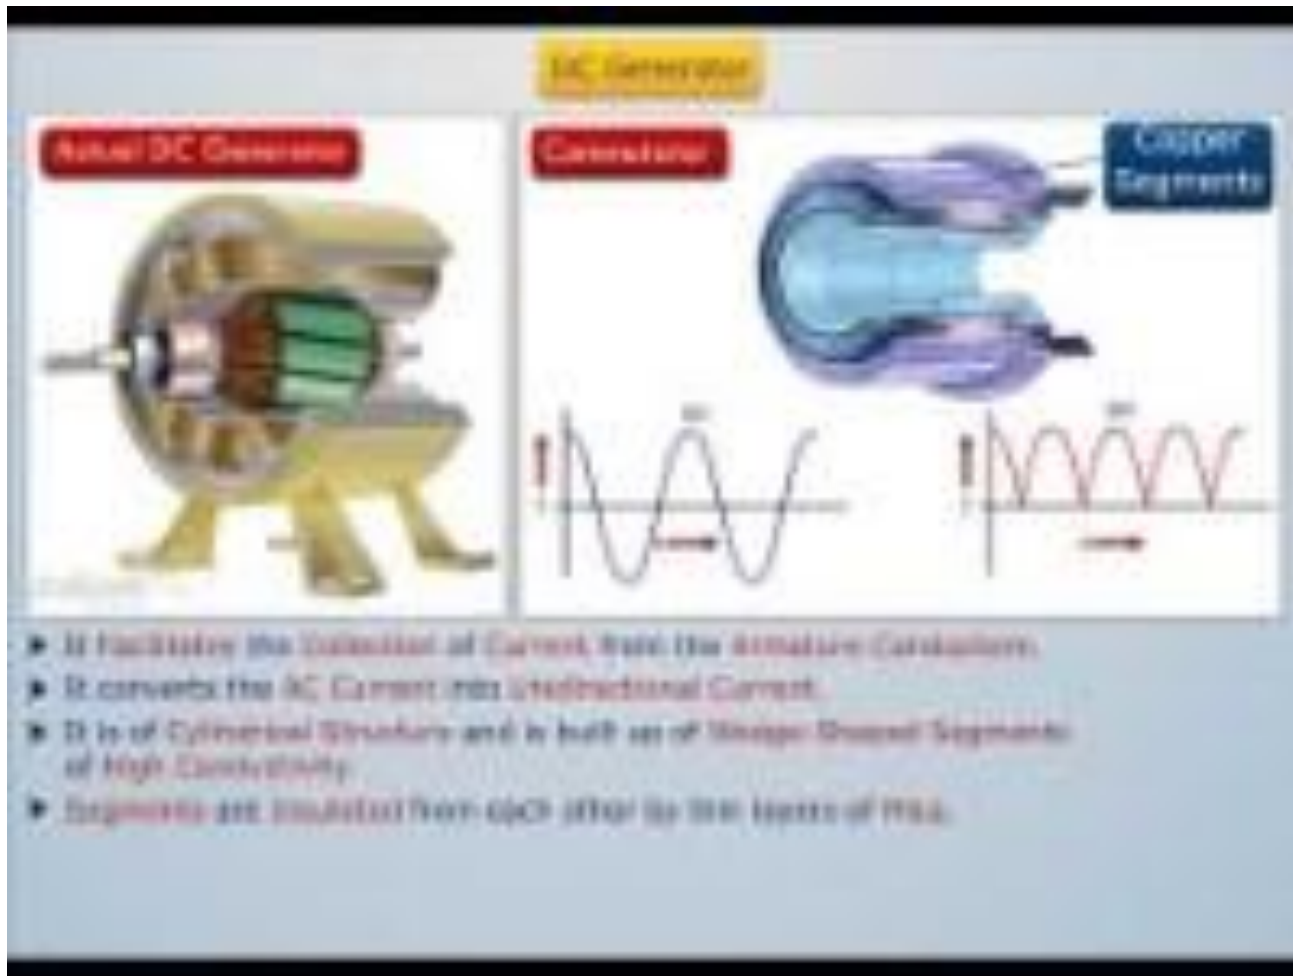 DC Generator
Actual DC Generator
Commutator
Copper
Segments
It Facilitates the Collection of Current from the Armature Conductors.
It converts the AC Current into Unidirectional Current.
It is of Cylindrical Structure and is built up of Wedge Shaped Segments
of High Conductivity.
Segments are insulated from each other by thin layers of Mica.